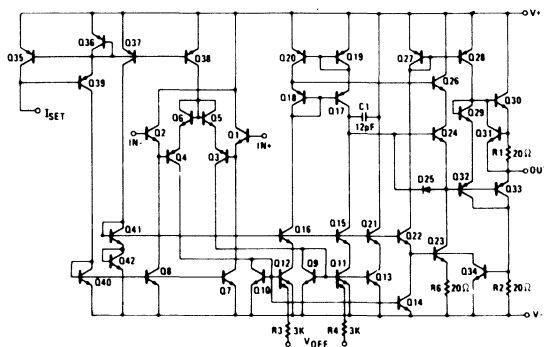 V+
Q36
Q37
Q35
Q38
Q20
Q19
Q27
Q28
Q39
Q26
Q18
Q17
Q29
Q30
ISET
Q6
Q5
C1
12pF
Q31
R1
20Ω
IN-
Q2
Q1
IN+
Q24
Q4
Q3
OUT
D25
Q32
Q33
Q41
Q16
Q15
Q21
Q22
Q42
Q23
Q12
Q9
Q11
Q34
Q40
Q8
Q7
Q10
Q13
R6
20Ω
R2
20Ω
Q14
V-
R3
3K
VOFF
R4
3K